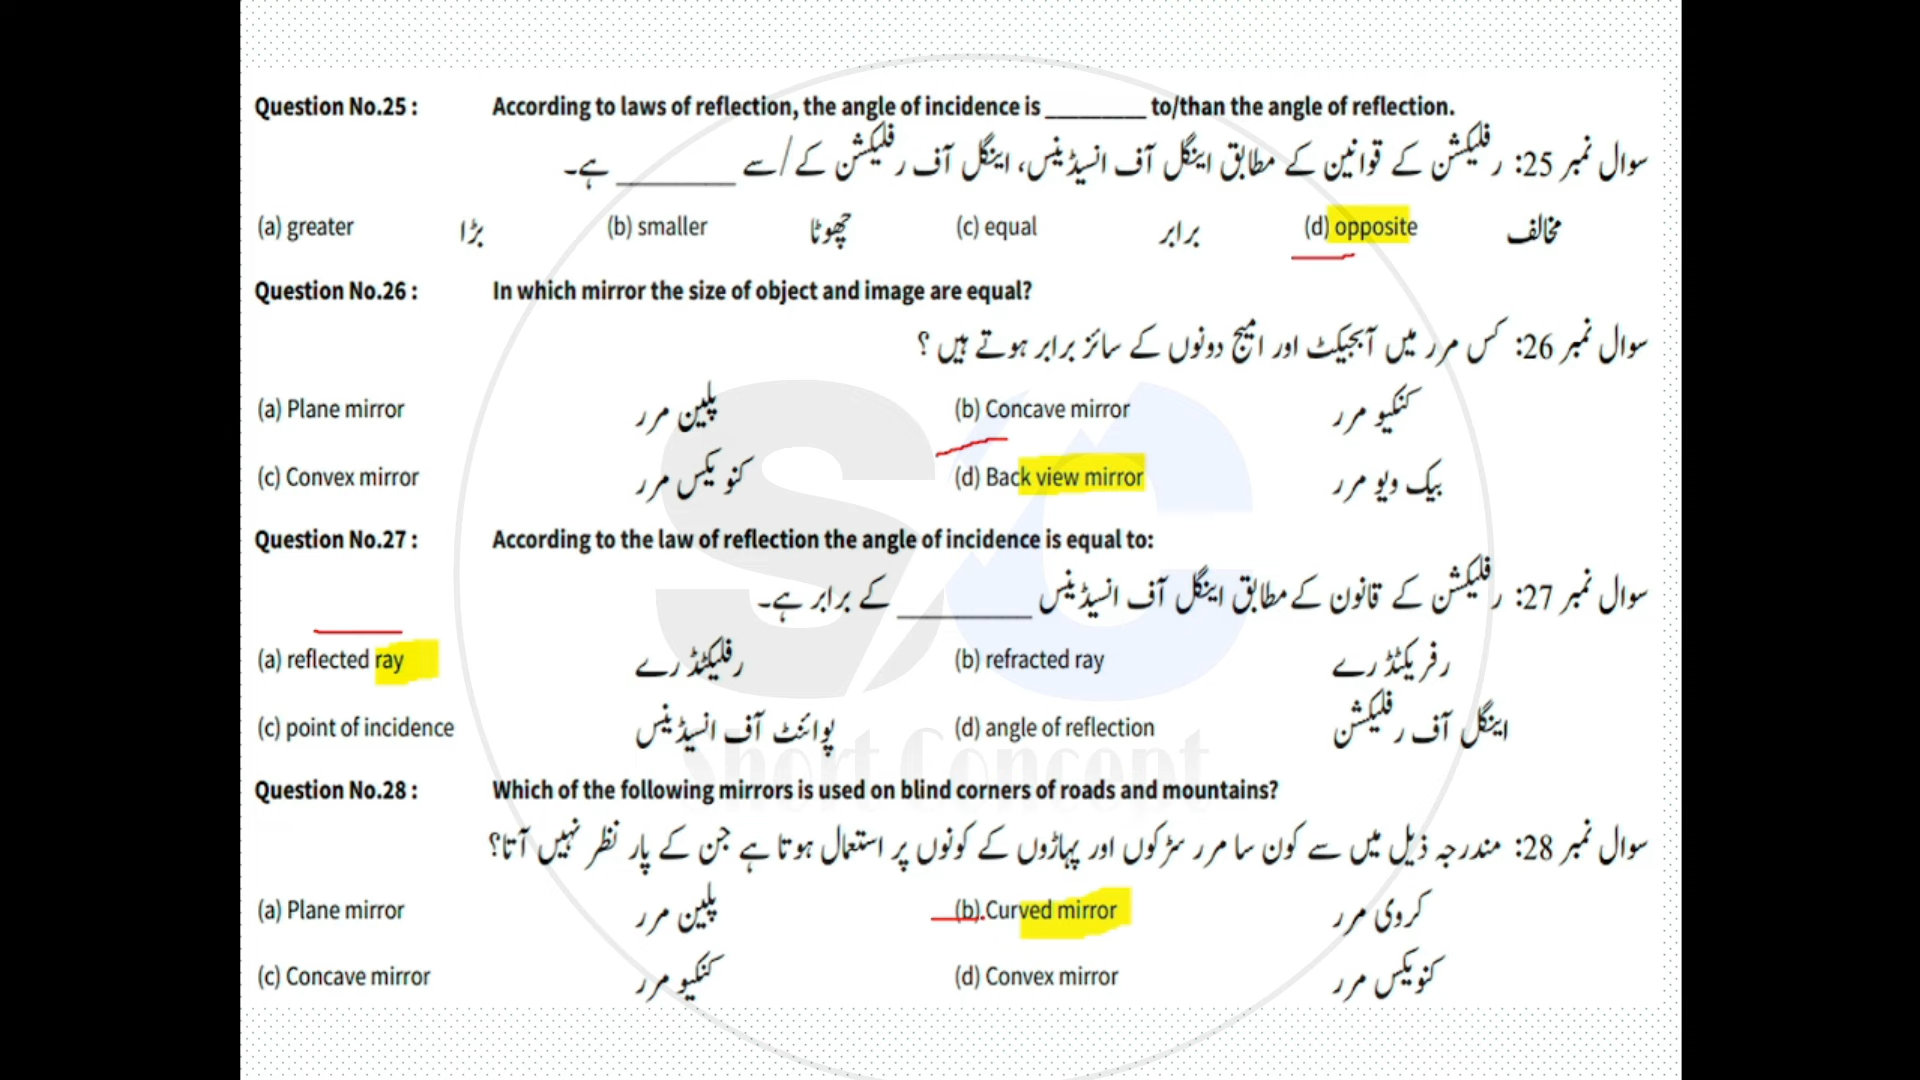 Question No.25 : According to laws of reflection, the angle of incidence is ________ to/than the angle of reflection.
سوال نمبر 25: رفلیکشن کے قوانین کے مطابق اینگل آف انسیڈینس، اینگل آف رفلیکشن کے/سے ________ ہے۔
(a) greater بڑا (b) smaller چھوٹا (c) equal برابر (d) opposite مخالف
Question No.26 : In which mirror the size of object and image are equal?
سوال نمبر 26: کس مرر میں آبجیکٹ اور امیج دونوں کے سائز برابر ہوتے ہیں ؟
(a) Plane mirror پلین مرر (b) Concave mirror کنکیو مرر
(c) Convex mirror کنویکس مرر (d) Back view mirror بیک ویو مرر
Question No.27 : According to the law of reflection the angle of incidence is equal to:
سوال نمبر 27: رفلیکشن کے قانون کے مطابق اینگل آف انسیڈینس ________ کے برابر ہے۔
(a) reflected ray رفلیکٹڈ رے (b) refracted ray رفریکٹڈ رے
(c) point of incidence پوائنٹ آف انسیڈینس (d) angle of reflection اینگل آف رفلیکشن
Short Concept
Question No.28 : Which of the following mirrors is used on blind corners of roads and mountains?
سوال نمبر 28: مندرجہ ذیل میں سے کون سا مرر سڑکوں اور پہاڑوں کے کونوں پر استعمال ہوتا ہے جن کے پار نظر نہیں آتا؟
(a) Plane mirror پلین مرر (b) Curved mirror کروی مرر
(c) Concave mirror کنکیو مرر (d) Convex mirror کنویکس مرر